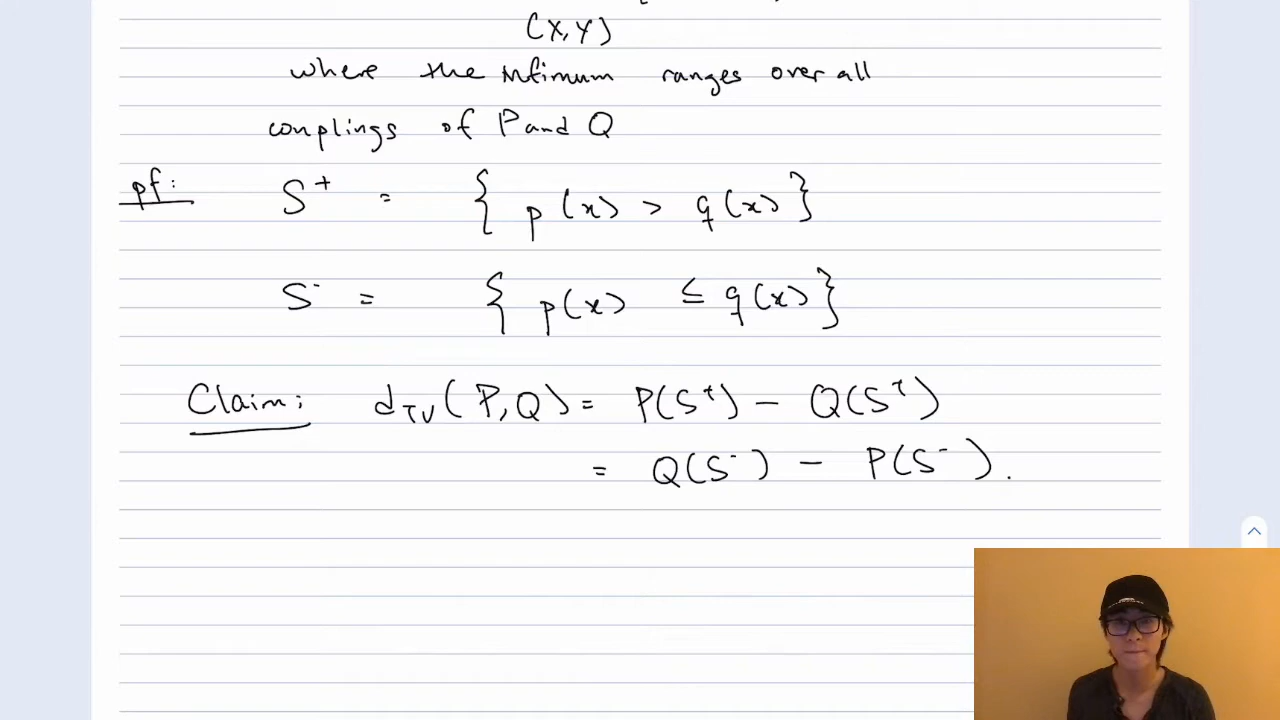 (X,Y)
where the infimum ranges over all
couplings of P and Q
pf: S⁺ = { p(x) > q(x) }
S⁻ = { p(x) ≤ q(x) }
Claim: d_TV(P,Q) = P(S⁺) − Q(S⁺)
= Q(S⁻) − P(S⁻).